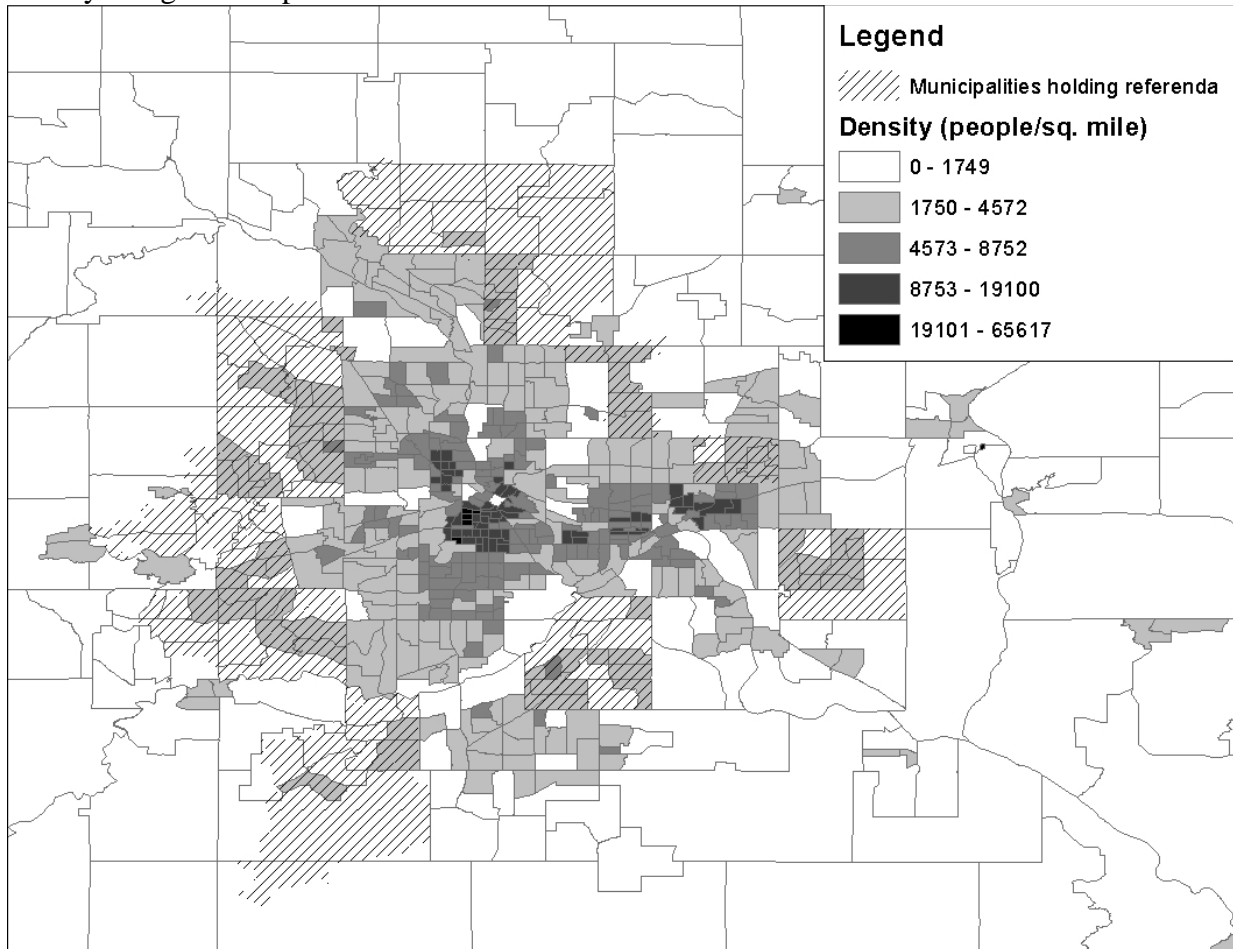 Legend
Municipalities holding referenda
Density (people/sq. mile)
0 - 1749
1750 - 4572
4573 - 8752
8753 - 19100
19101 - 65617